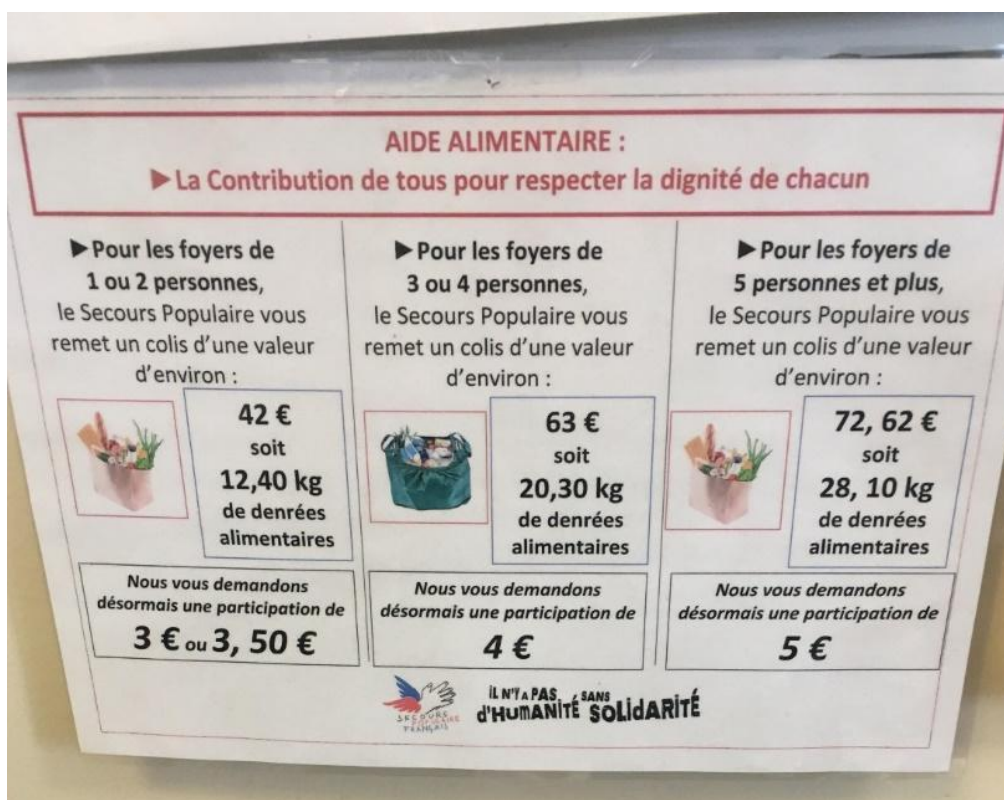 AIDE ALIMENTAIRE :
►La Contribution de tous pour respecter la dignité de chacun
►Pour les foyers de
1 ou 2 personnes,
le Secours Populaire vous
remet un colis d'une valeur
d'environ :
42 €
soit
12,40 kg
de denrées
alimentaires
Nous vous demandons
désormais une participation de
3 € ou 3, 50 €
►Pour les foyers de
3 ou 4 personnes,
le Secours Populaire vous
remet un colis d'une valeur
d'environ :
63 €
soit
20,30 kg
de denrées
alimentaires
Nous vous demandons
désormais une participation de
4 €
►Pour les foyers de
5 personnes et plus,
le Secours Populaire vous
remet un colis d'une valeur
d'environ :
72, 62 €
soit
28, 10 kg
de denrées
alimentaires
Nous vous demandons
désormais une participation de
5 €
SECOURS
POPULAIRE
FRANÇAIS
iL N'Y A PAS SANS
d'HUMANITÉ SOLidARITÉ